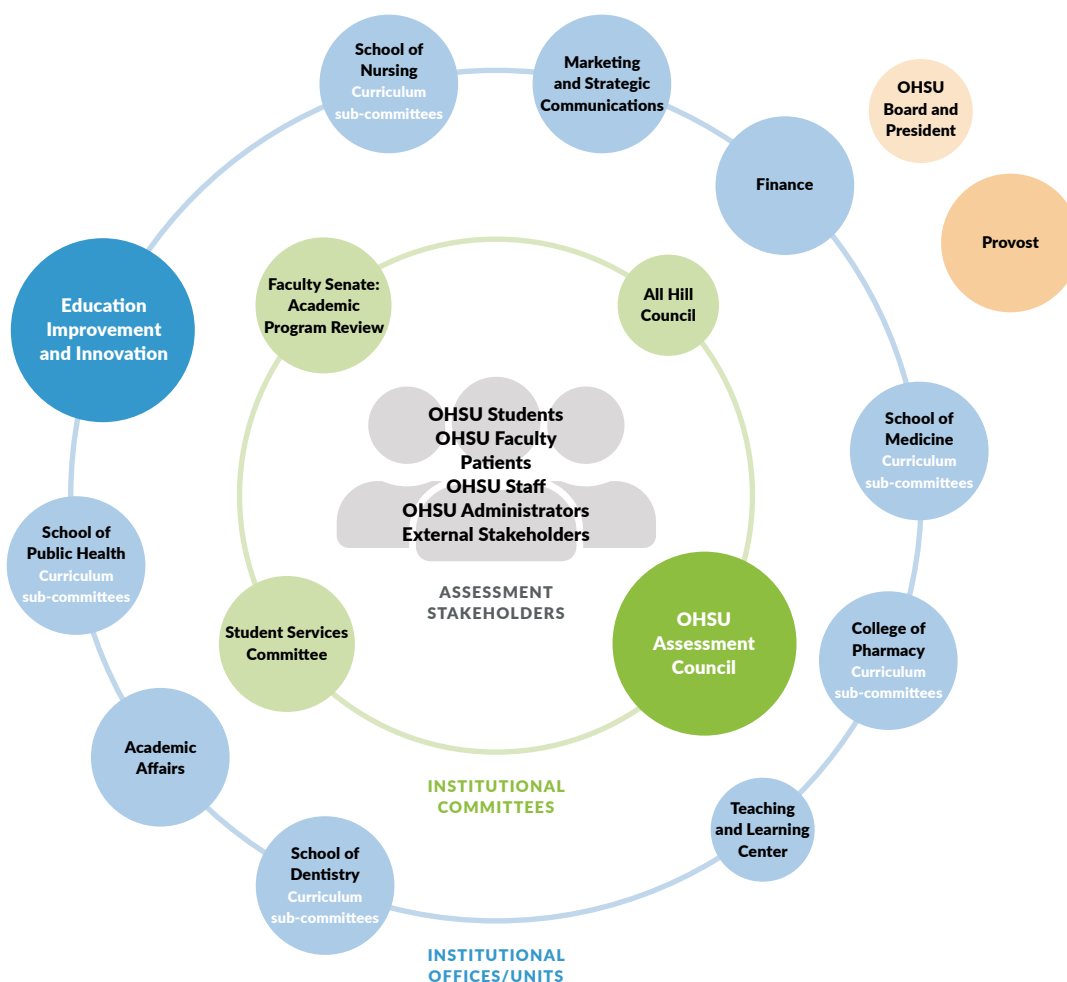 School of
Nursing
Curriculum
sub-committees
Marketing
and Strategic
Communications
OHSU
Board and
President
Finance
Provost
Education
Improvement
and Innovation
Faculty Senate:
Academic
Program Review
All Hill
Council
OHSU Students
OHSU Faculty
Patients
OHSU Staff
OHSU Administrators
External Stakeholders
ASSESSMENT
STAKEHOLDERS
School of
Medicine
Curriculum
sub-committees
School of
Public Health
Curriculum
sub-committees
Student Services
Committee
OHSU
Assessment
Council
College of
Pharmacy
Curriculum
sub-committees
Academic
Affairs
INSTITUTIONAL
COMMITTEES
Teaching
and Learning
Center
School of
Dentistry
Curriculum
sub-committees
INSTITUTIONAL
OFFICES/UNITS